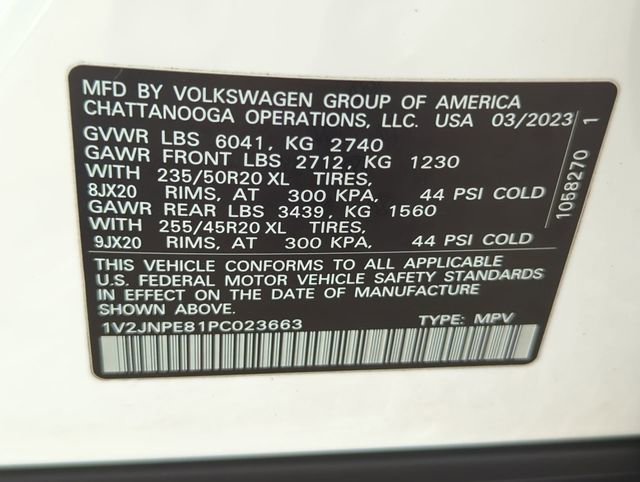 MFD BY VOLKSWAGEN GROUP OF AMERICA
CHATTANOOGA OPERATIONS, LLC. USA 03/2023
GVWR LBS 6041, KG 2740
GAWR FRONT LBS 2712, KG 1230
WITH 235/50R20 XL TIRES,
8JX20 RIMS, AT 300 KPA, 44 PSI COLD
GAWR REAR LBS 3439, KG 1560
WITH 255/45R20 XL TIRES,
9JX20 RIMS, AT 300 KPA, 44 PSI COLD
THIS VEHICLE CONFORMS TO ALL APPLICABLE
U.S. FEDERAL MOTOR VEHICLE SAFETY STANDARDS
IN EFFECT ON THE DATE OF MANUFACTURE
SHOWN ABOVE.
1V2JNPE81PC023663 TYPE: MPV
1058270 1